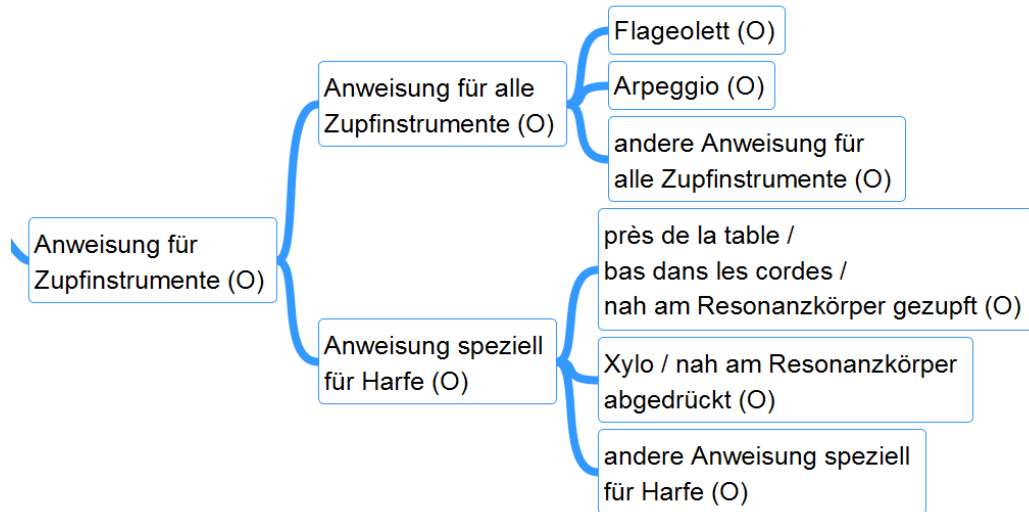 Flageolett (O)
Anweisung für alle
Zupfinstrumente (O)
Arpeggio (O)
andere Anweisung für
alle Zupfinstrumente (O)
Anweisung für
Zupfinstrumente (O)
près de la table /
bas dans les cordes /
nah am Resonanzkörper gezupft (O)
Anweisung speziell
für Harfe (O)
Xylo / nah am Resonanzkörper
abgedrückt (O)
andere Anweisung speziell
für Harfe (O)